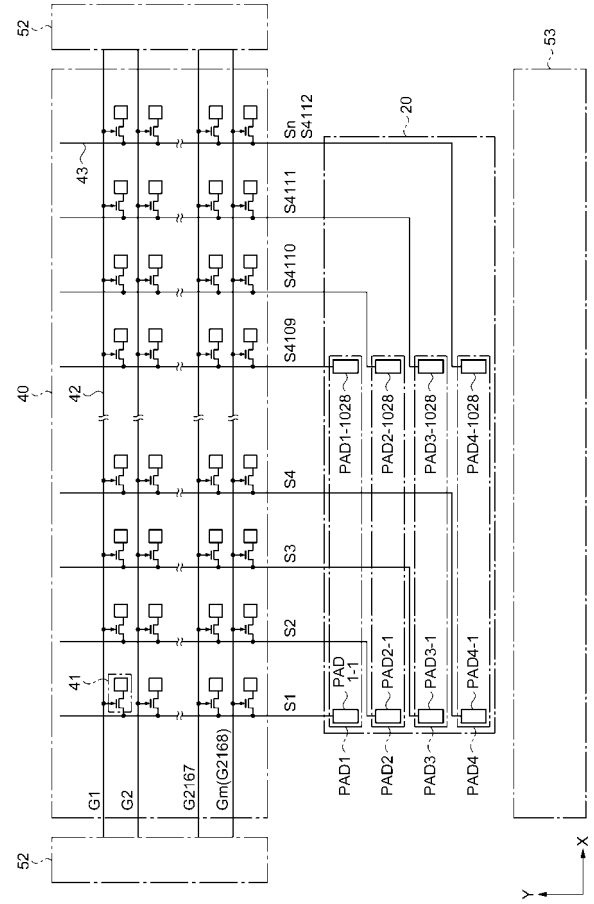 52
52
53
40
42
43
41
20
G1
G2
G2167
Gm(G2168)
S1
S2
S3
S4
S4109
S4110
S4111
Sn
S4112
PAD
1-1
PAD2-1
PAD3-1
PAD4-1
PAD1-1028
PAD2-1028
PAD3-1028
PAD4-1028
PAD1
PAD2
PAD3
PAD4
X
Y